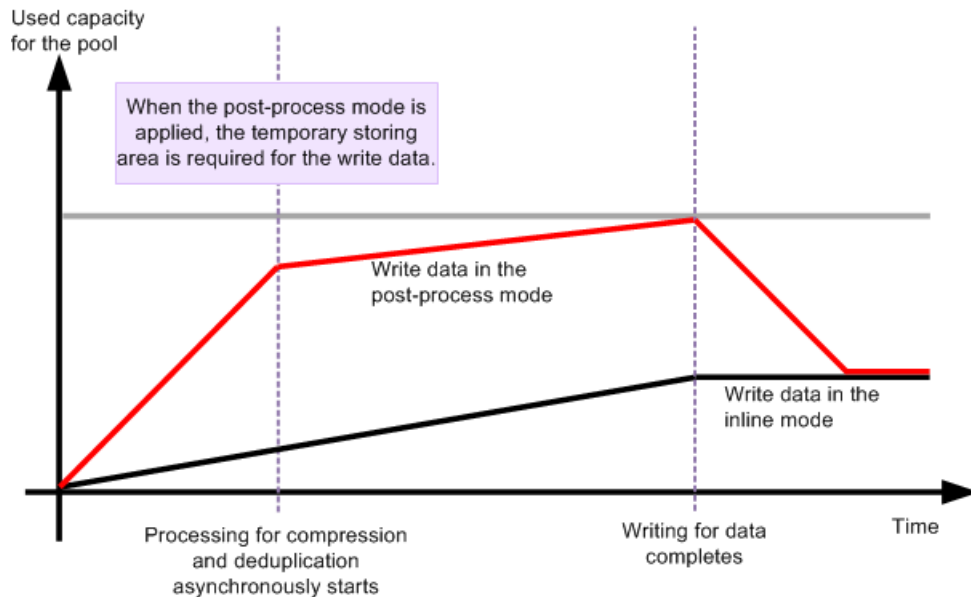 Used capacity
for the pool
When the post-process mode is
applied, the temporary storing
area is required for the write data.
Write data in the
post-process mode
Write data in the
inline mode
Time
Processing for compression
and deduplication
asynchronously starts
Writing for data
completes